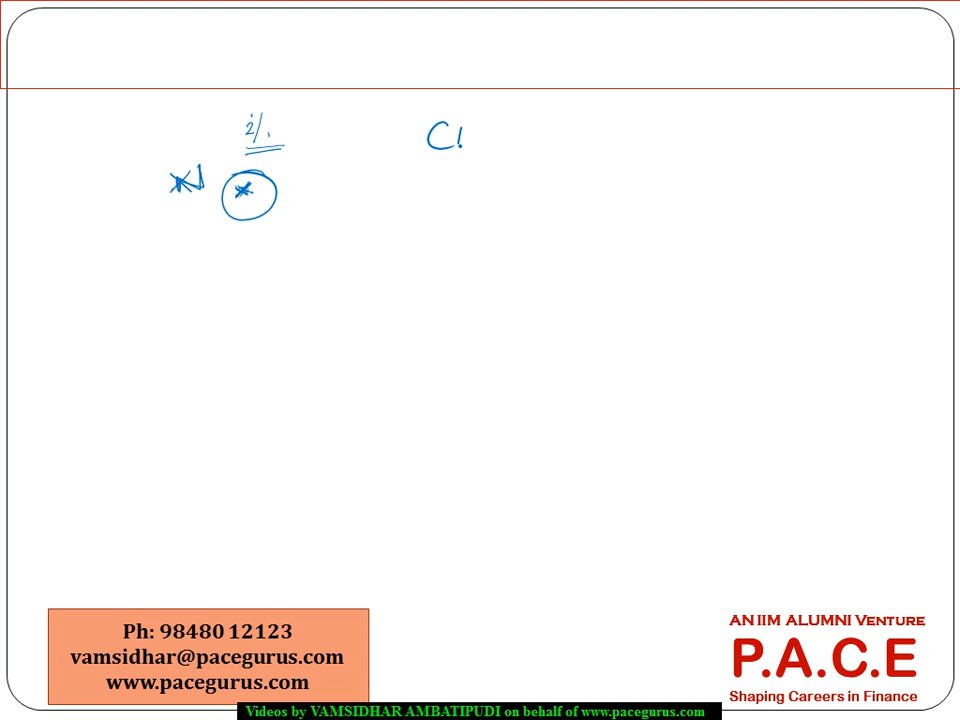 2%.
Ph: 98480 12123
vamsidhar@pacegurus.com
www.pacegurus.com
AN IIM ALUMNI VENTURE
P.A.C.E
Shaping Careers in Finance
Videos by VAMSIDHAR AMBATIPUDI on behalf of www.pacegurus.com